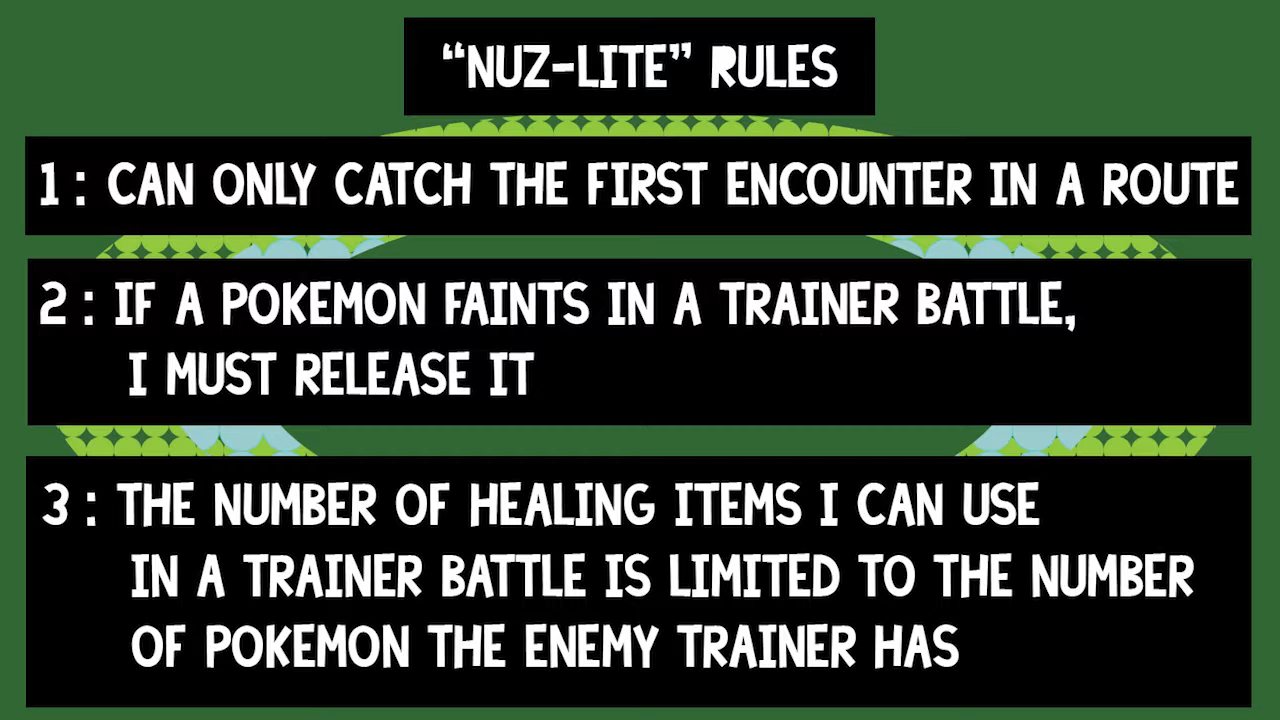 “NUZ-LITE” RULES
1 : CAN ONLY CATCH THE FIRST ENCOUNTER IN A ROUTE
2 : IF A POKEMON FAINTS IN A TRAINER BATTLE,
I MUST RELEASE IT
3 : THE NUMBER OF HEALING ITEMS I CAN USE
IN A TRAINER BATTLE IS LIMITED TO THE NUMBER
OF POKEMON THE ENEMY TRAINER HAS